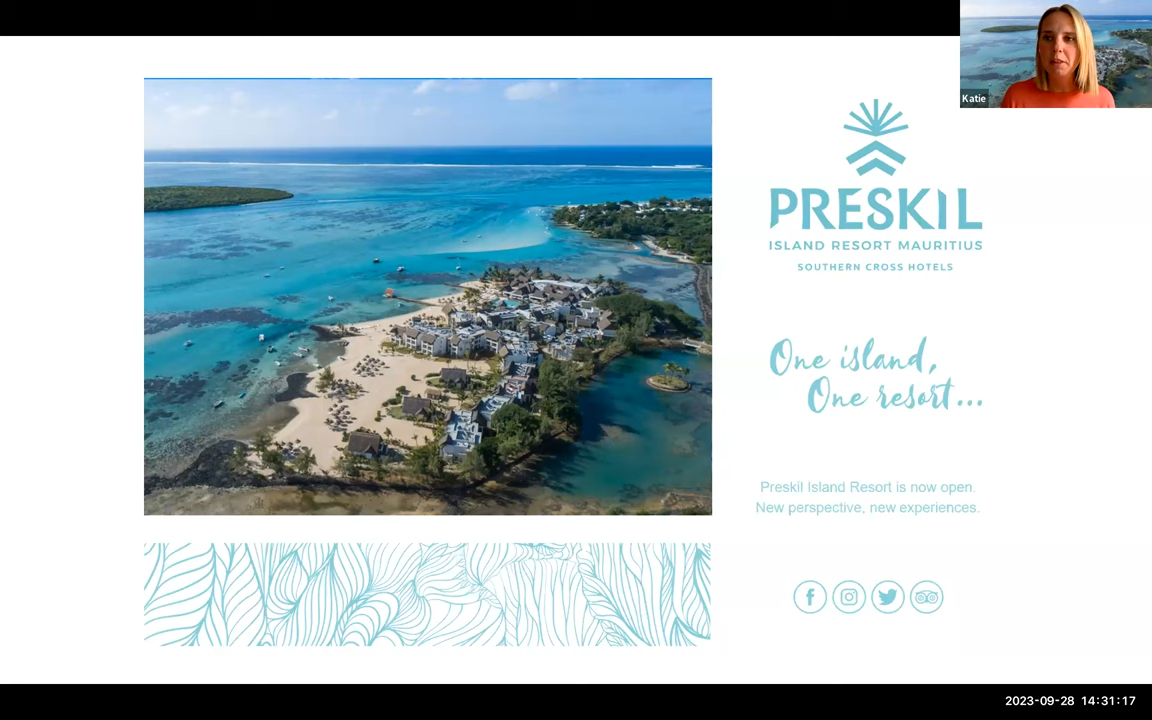 Katie
PRESKIL
ISLAND RESORT MAURITIUS
SOUTHERN CROSS HOTELS
One island,
One resort...
Preskil Island Resort is now open.
New perspective, new experiences.
2023-09-28 14:31:17